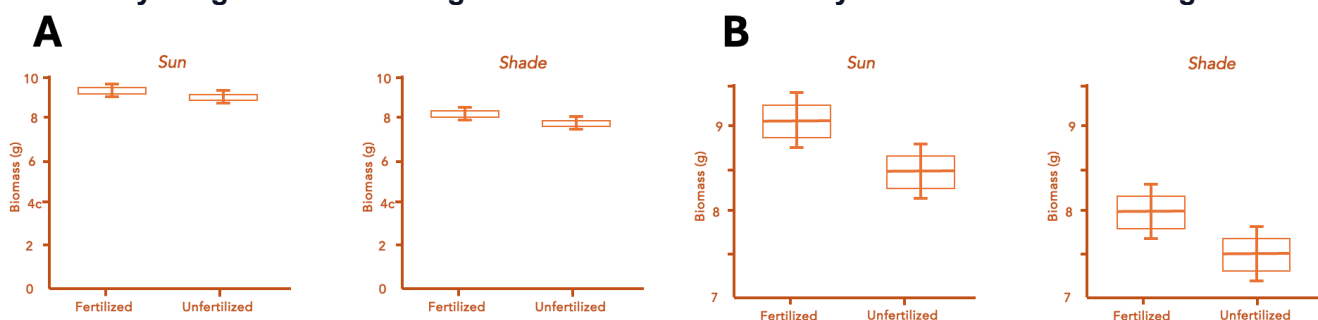 A
B
Sun
Shade
Sun
Shade
Biomass (g)
10
8
6
4c
2
0
Fertilized
Unfertilized
Biomass (g)
10
8
6
4c
2
0
Fertilized
Unfertilized
Biomass (g)
9
8
7
Fertilized
Unfertilized
Biomass (g)
9
8
7
Fertilized
Unfertilized